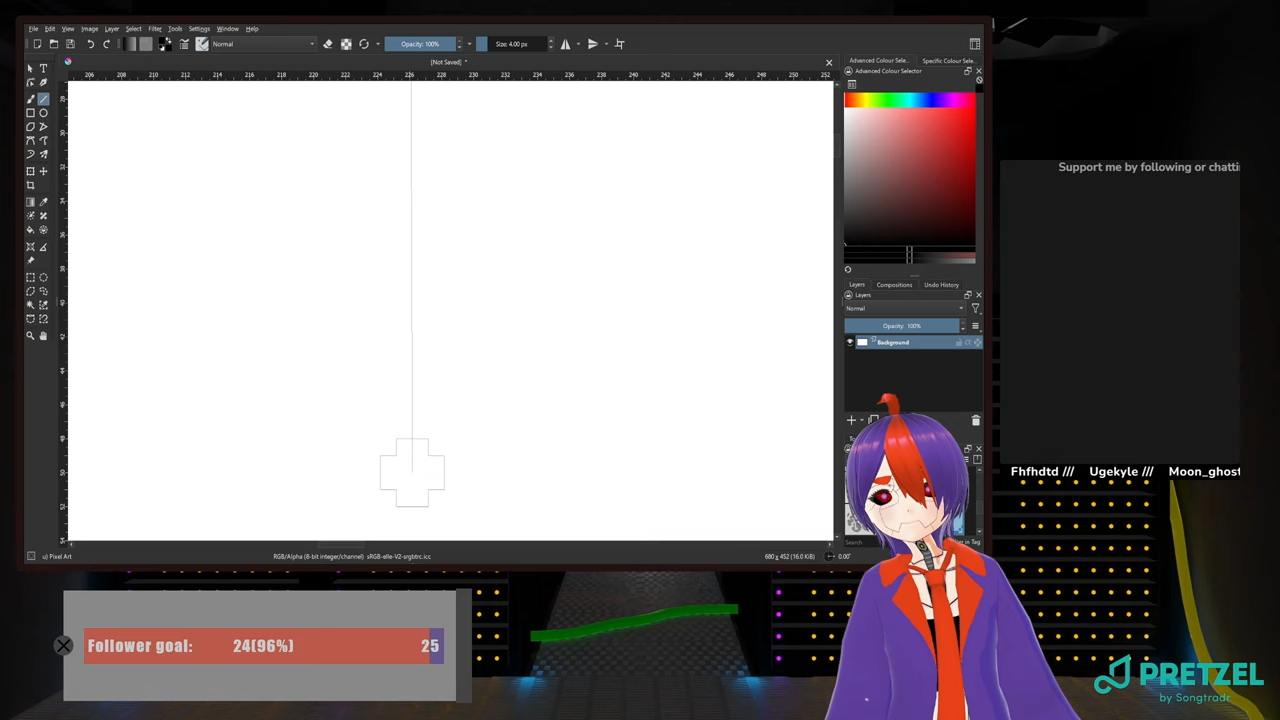 File Edit View Image Layer Select Filter Tools Settings Window Help
Normal Opacity: 100% Size: 4.00 px
[Not Saved] *
206 208 210 212 214 216 218 220 222 224 226 228 230 232 234 236 238 240 242 244 246 248 250 252
Advanced Colour Sele... Specific Colour Sele...
Advanced Colour Selector
Layers Compositions Undo History
Layers
Normal
Opacity: 100%
Background
Search
u) Pixel Art RGB/Alpha (8-bit integer/channel) sRGB-elle-V2-srgbtrc.icc 680 x 452 (16.0 KiB) 0.00°
Support me by following or chatti
Fhfhdtd /// Ugekyle /// Moon_ghost
Follower goal: 24(96%) 25
PRETZEL
by Songtradr